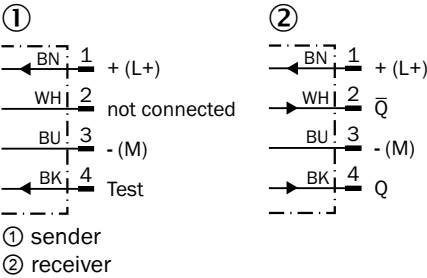 ① ②
BN 1 + (L+) BN 1 + (L+)
WH 2 not connected WH 2 Q̅
BU 3 - (M) BU 3 - (M)
BK 4 Test BK 4 Q
① sender
② receiver